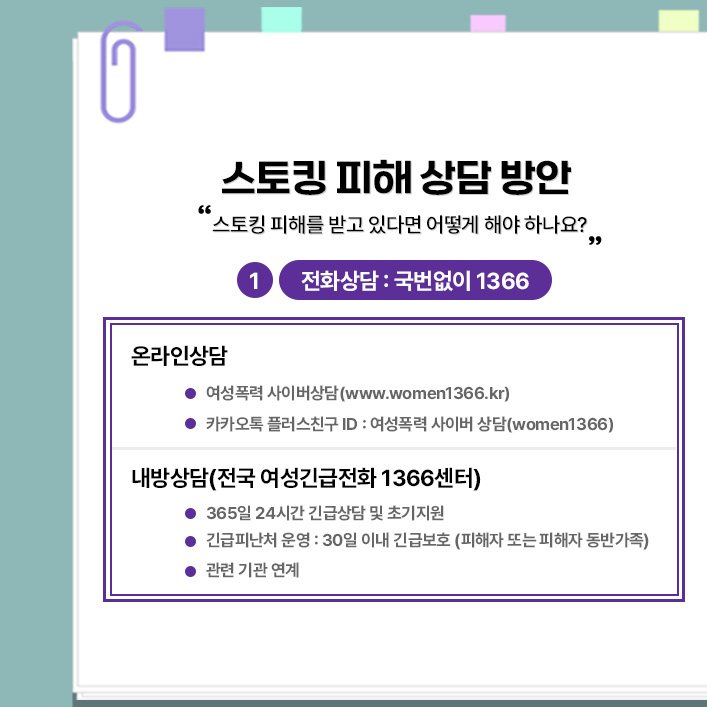 스토킹 피해 상담 방안
“스토킹 피해를 받고 있다면 어떻게 해야 하나요?”
1 전화상담 : 국번없이 1366
온라인상담
● 여성폭력 사이버상담(www.women1366.kr)
● 카카오톡 플러스친구 ID : 여성폭력 사이버 상담(women1366)
내방상담(전국 여성긴급전화 1366센터)
● 365일 24시간 긴급상담 및 초기지원
● 긴급피난처 운영 : 30일 이내 긴급보호 (피해자 또는 피해자 동반가족)
● 관련 기관 연계